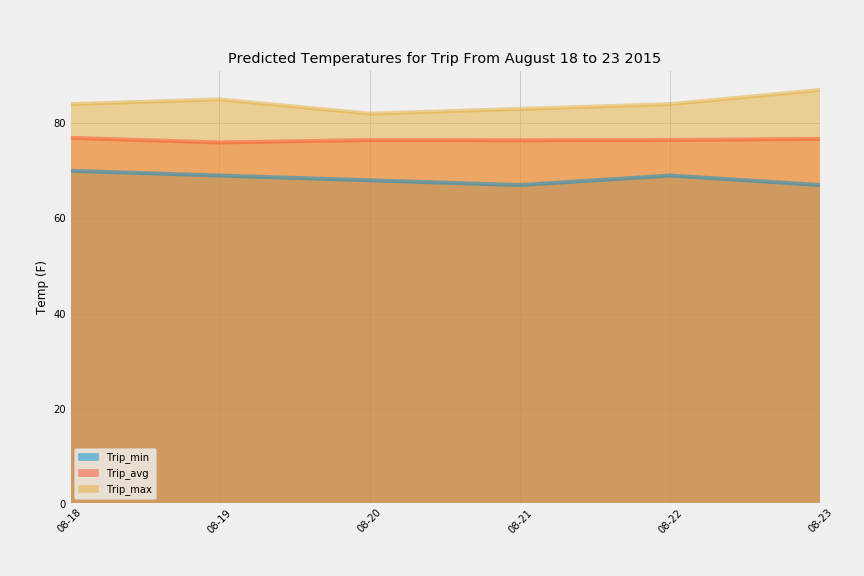 Predicted Temperatures for Trip From August 18 to 23 2015
Temp (F)
80
60
40
20
0
Trip_min
Trip_avg
Trip_max
08-18
08-19
08-20
08-21
08-22
08-23